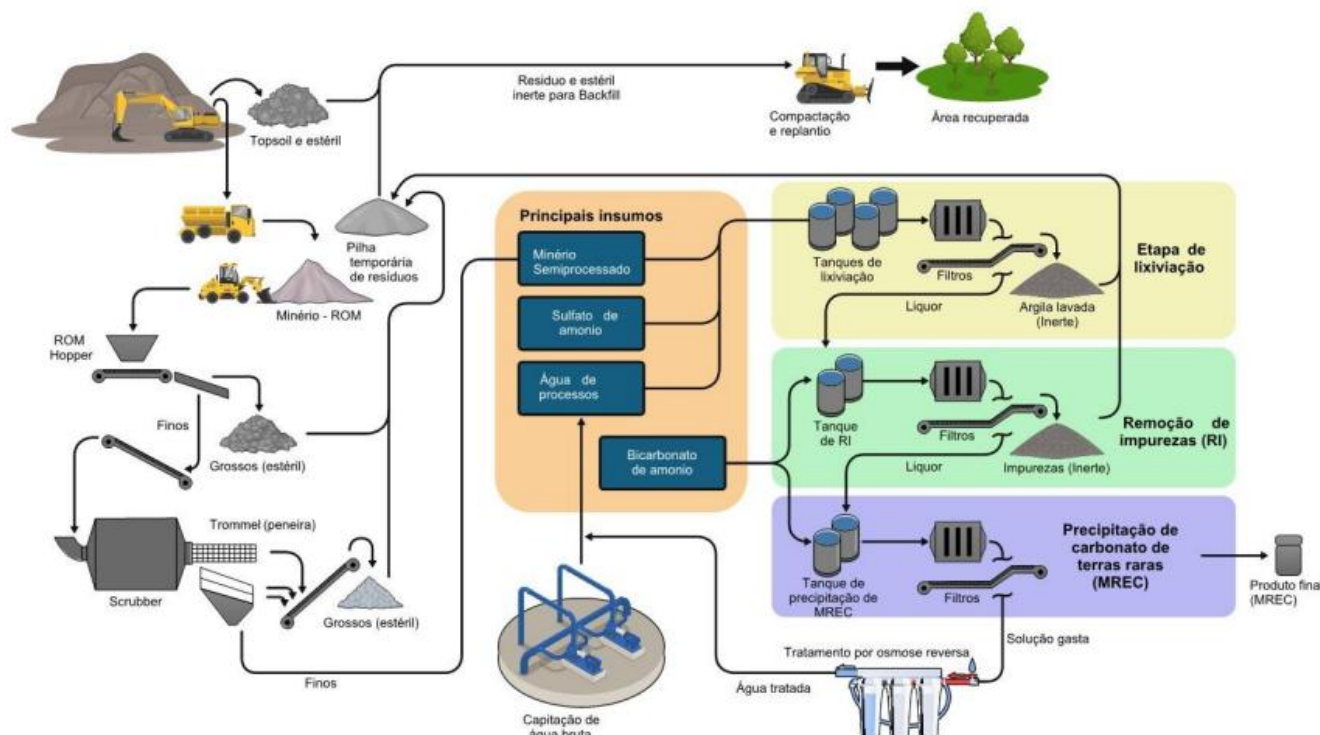 Topsoil e estéril
Residuo e estéril
inerte para Backfill
Compactação
e replantio
Área recuperada
Pilha
temporária
de resíduos
Minério - ROM
ROM
Hopper
Finos
Grossos (estéril)
Trommel (peneira)
Scrubber
Grossos (estéril)
Finos
Principais insumos
Minério
Semiprocessado
Sulfato de
amonio
Água de
processos
Bicarbonato
de amonio
Capitação de
água bruta
Tanques de
lixiviação
Filtros
Liquor
Argila lavada
(Inerte)
Etapa de
lixiviação
Tanque
de RI
Filtros
Liquor
Impurezas (Inerte)
Remoção de
impurezas (RI)
Tanque de
precipitação de
MREC
Filtros
Precipitação de
carbonato de
terras raras
(MREC)
Produto fina
(MREC)
Solução gasta
Tratamento por osmose reversa
Água tratada